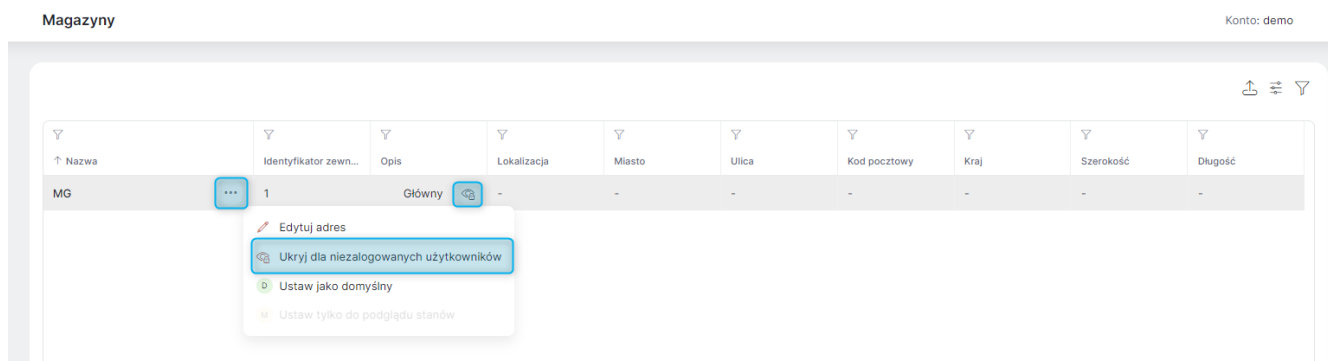 Magazyny
Konto: demo
Nazwa Identyfikator zewn... Opis Lokalizacja Miasto Ulica Kod pocztowy Kraj Szerokość Długość
MG ... 1 Główny - - - - - - -
Edytuj adres
Ukryj dla niezalogowanych użytkowników
D Ustaw jako domyślny
M Ustaw tylko do podglądu stanów